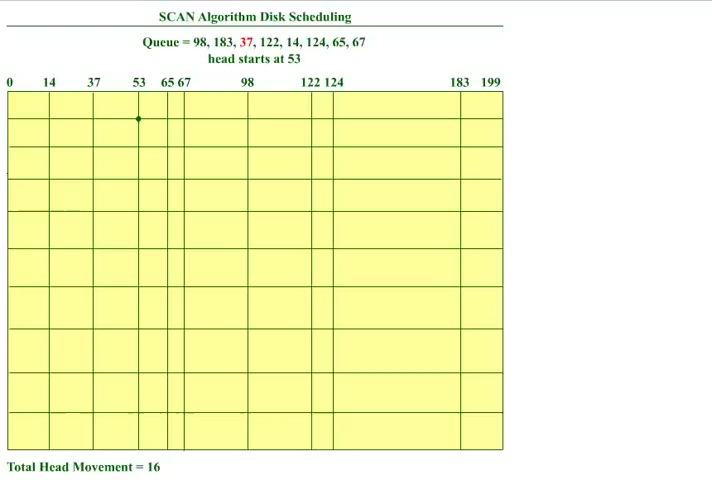 SCAN Algorithm Disk Scheduling
Queue = 98, 183, 37, 122, 14, 124, 65, 67
head starts at 53
0 14 37 53 65 67 98 122 124 183 199
Total Head Movement = 16